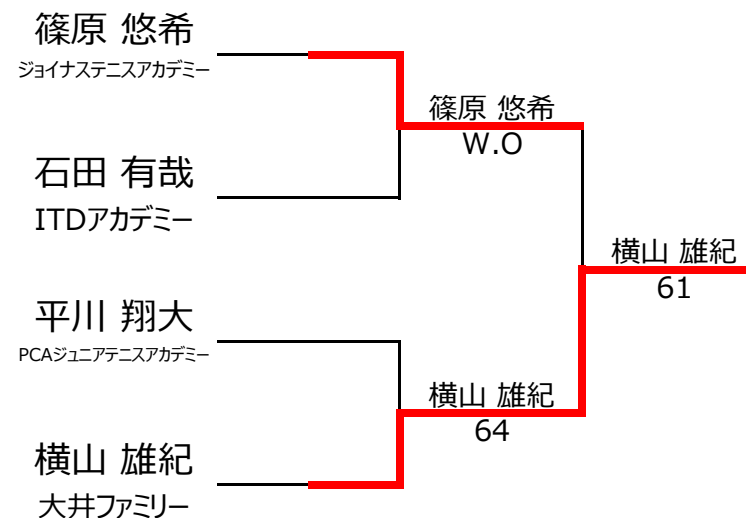 篠原 悠希
ジョイナステニスアカデミー
篠原 悠希
W.O
石田 有哉
ITDアカデミー
横山 雄紀
61
平川 翔大
PCAジュニアテニスアカデミー
横山 雄紀
64
横山 雄紀
大井ファミリー